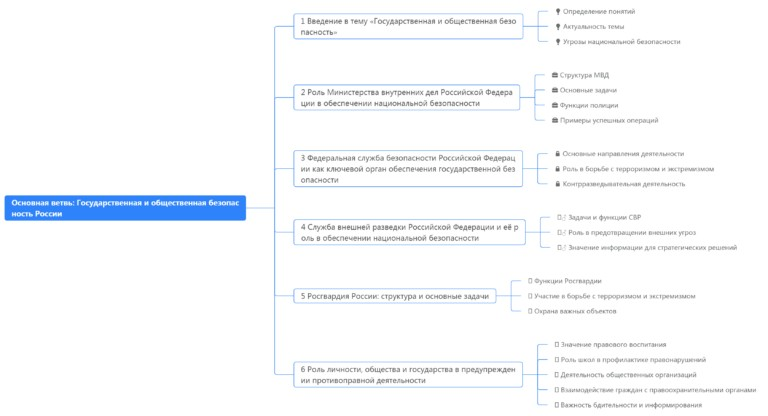 Основная ветвь: Государственная и общественная безопас
ность России
1 Введение в тему «Государственная и общественная безо
пасность»
Определение понятий
Актуальность темы
Угрозы национальной безопасности
2 Роль Министерства внутренних дел Российской Федера
ции в обеспечении национальной безопасности
Структура МВД
Основные задачи
Функции полиции
Примеры успешных операций
3 Федеральная служба безопасности Российской Федерац
ии как ключевой орган обеспечения государственной без
опасности
Основные направления деятельности
Роль в борьбе с терроризмом и экстремизмом
Контрразведывательная деятельность
4 Служба внешней разведки Российской Федерации и её р
оль в обеспечении национальной безопасности
Задачи и функции СВР
Роль в предотвращении внешних угроз
Значение информации для стратегических решений
5 Росгвардия России: структура и основные задачи
Функции Росгвардии
Участие в борьбе с терроризмом и экстремизмом
Охрана важных объектов
6 Роль личности, общества и государства в предупрежден
ии противоправной деятельности
Значение правового воспитания
Роль школ в профилактике правонарушений
Деятельность общественных организаций
Взаимодействие граждан с правоохранительными органами
Важность бдительности и информирования